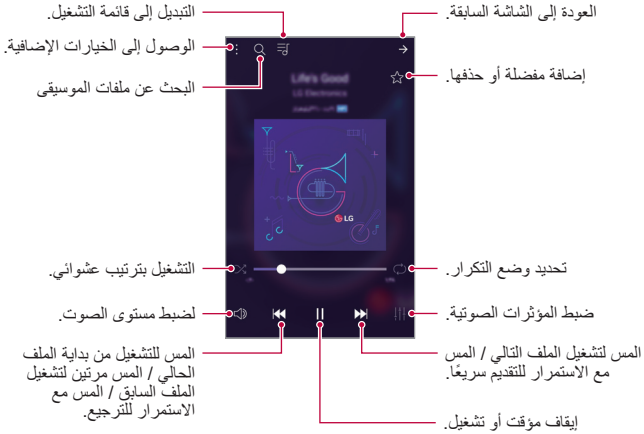 التبديل إلى قائمة التشغيل.
العودة إلى الشاشة السابقة.
الوصول إلى الخيارات الإضافية.
إضافة مفضلة أو حذفها.
البحث عن ملفات الموسيقى
Life's Good
LG Electronics
LG
التشغيل بترتيب عشوائي.
تحديد وضع التكرار.
لضبط مستوى الصوت.
ضبط المؤثرات الصوتية.
المس للتشغيل من بداية الملف
الحالي / المس مرتين لتشغيل
الملف السابق / المس مع
الاستمرار للترجيع.
المس لتشغيل الملف التالي / المس
مع الاستمرار للتقديم سريعًا.
إيقاف مؤقت أو تشغيل.